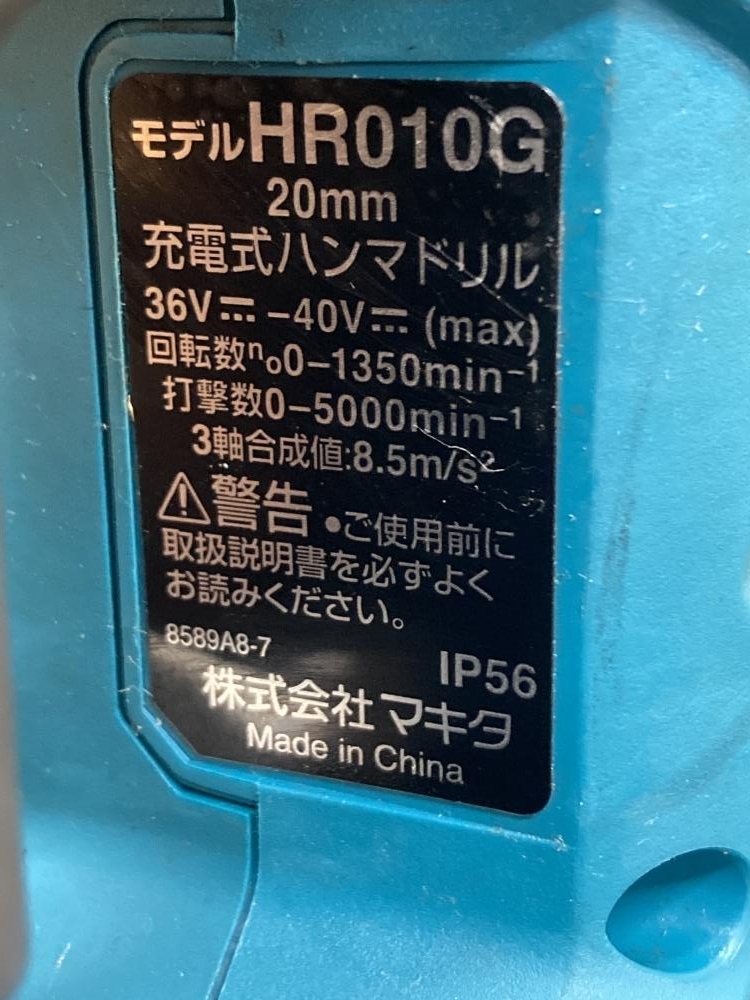 モデルHR010G
20mm
充電式ハンマドリル
36V⎓-40V⎓(max)
回転数n₀0-1350min⁻¹
打撃数0-5000min⁻¹
3軸合成値:8.5m/s²
⚠警告 •ご使用前に
取扱説明書を必ずよく
お読みください。
8589A8-7
IP56
株式会社マキタ
Made in China